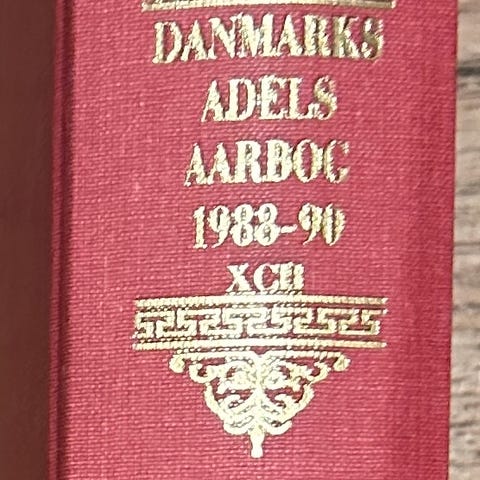 DANMARKS
ADELS
AARBOG
1988-90
XCII